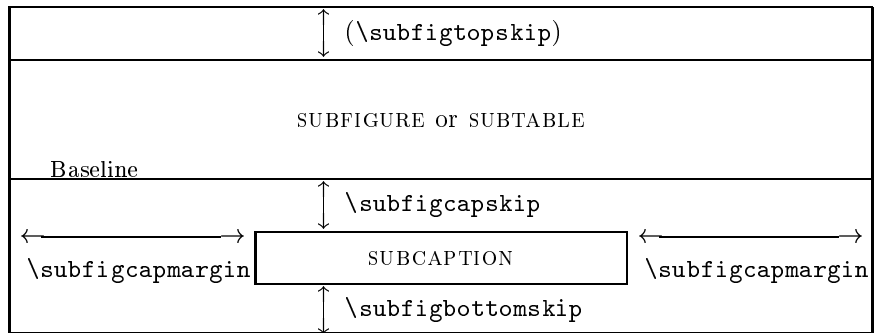 (\subfigtopskip)
SUBFIGURE or SUBTABLE
Baseline
\subfigcapskip
\subfigcapmargin
SUBCAPTION
\subfigcapmargin
\subfigbottomskip